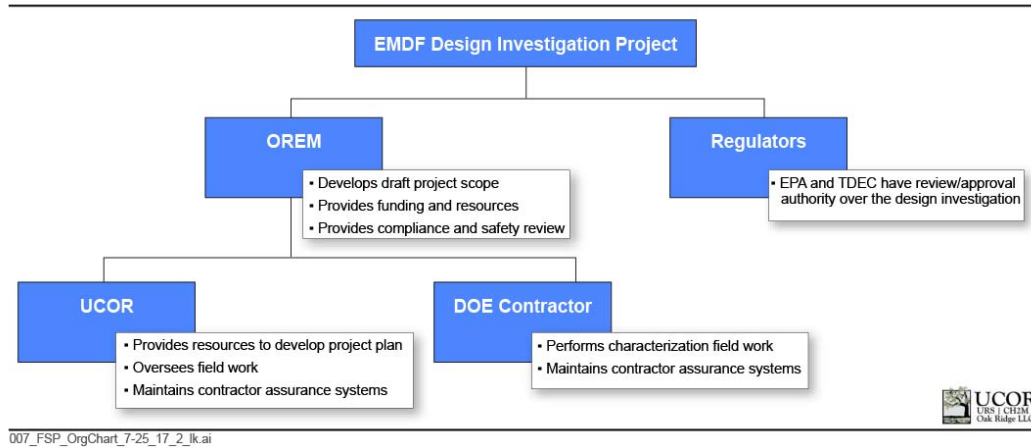 EMDF Design Investigation Project
OREM
▪ Develops draft project scope
▪ Provides funding and resources
▪ Provides compliance and safety review
Regulators
▪ EPA and TDEC have review/approval
authority over the design investigation
UCOR
▪ Provides resources to develop project plan
▪ Oversees field work
▪ Maintains contractor assurance systems
DOE Contractor
▪ Performs characterization field work
▪ Maintains contractor assurance systems
UCOR
URS | CH2M
Oak Ridge LLC
007_FSP_OrgChart_7-25_17_2_lk.ai